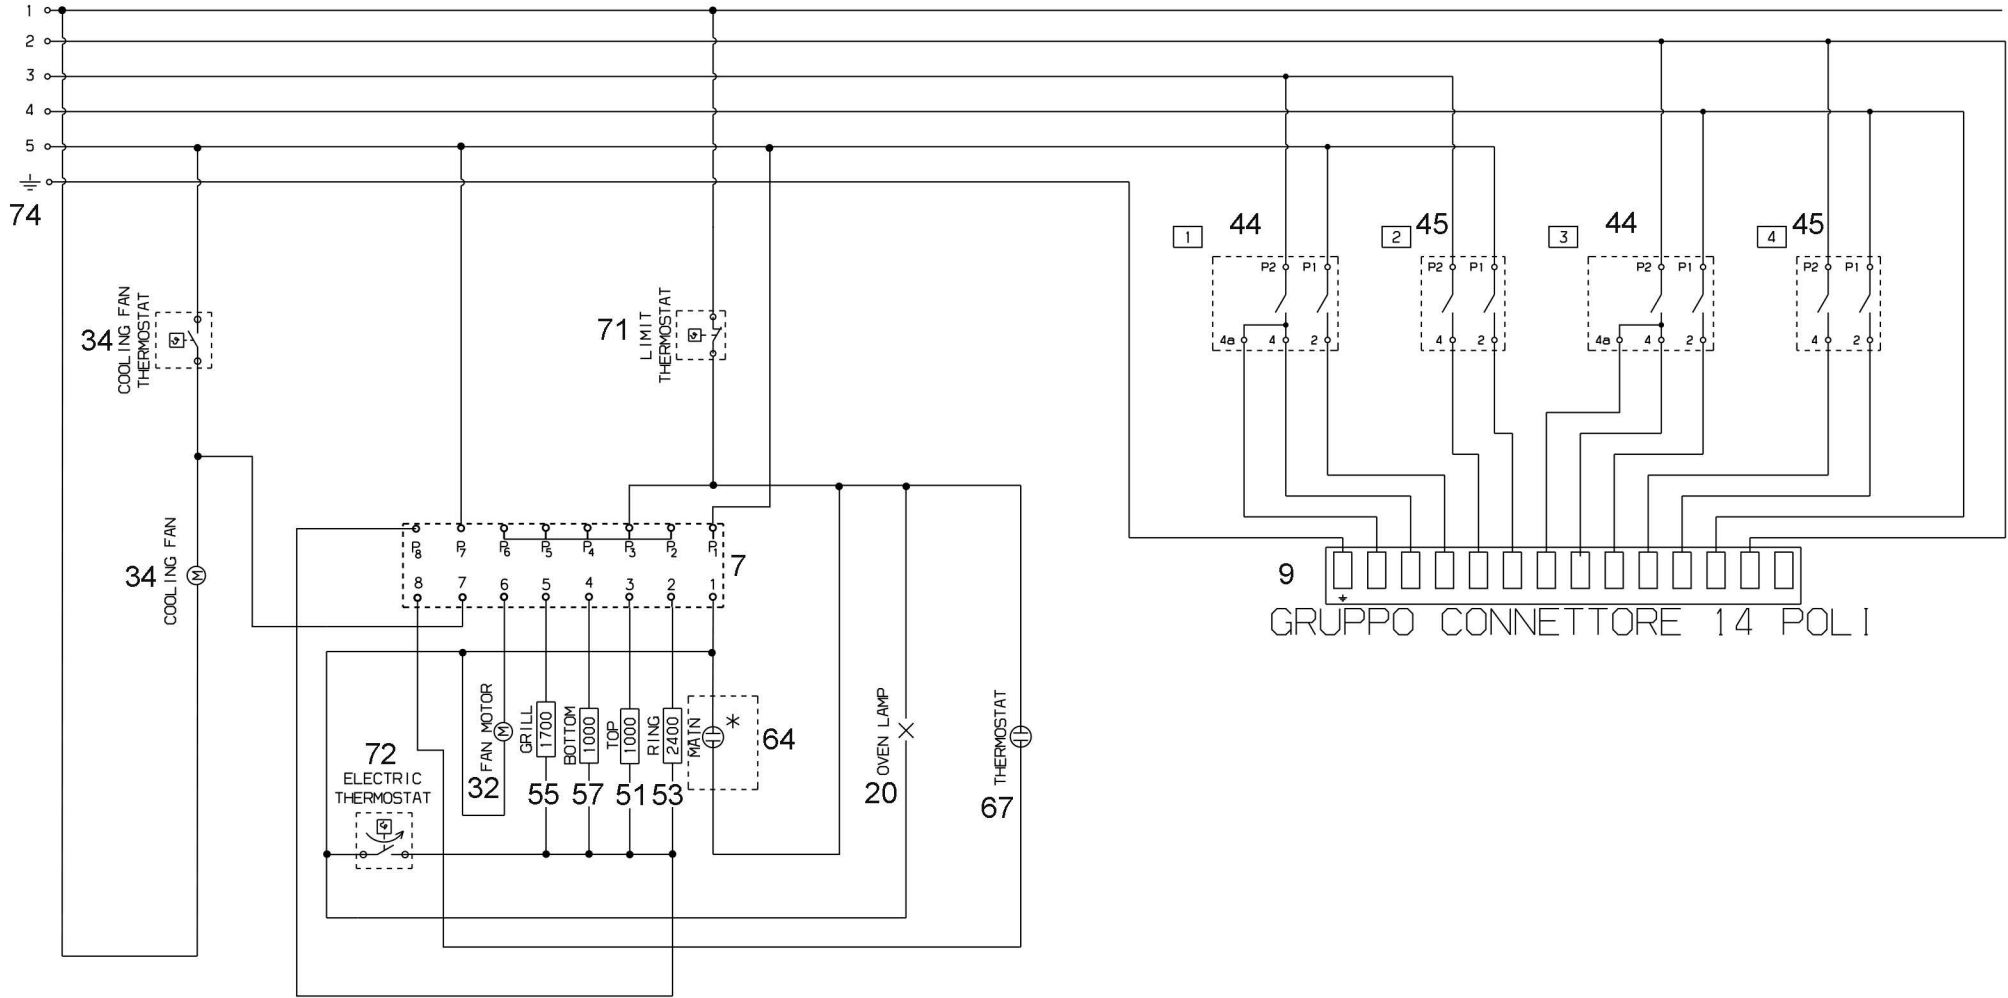 1
2
3
4
5
74
1 44
2 45
3 44
4 45
P2 P1
P2 P1
P2 P1
P2 P1
4a 4 2
4 2
4a 4 2
4 2
34
COOLING FAN
THERMOSTAT
71
LIMIT
THERMOSTAT
34
COOLING FAN
P8 P7 P6 P5 P4 P3 P2 P1
7
8 7 6 5 4 3 2 1
9
GRUPPO CONNETTORE 14 POLI
FAN MOTOR
M
M
32
GRILL
1700
55
BOTTOM
1000
57
TOP
1000
51
RING
2400
53
MAIN
*
64
OVEN LAMP
20
THERMOSTAT
67
72
ELECTRIC
THERMOSTAT